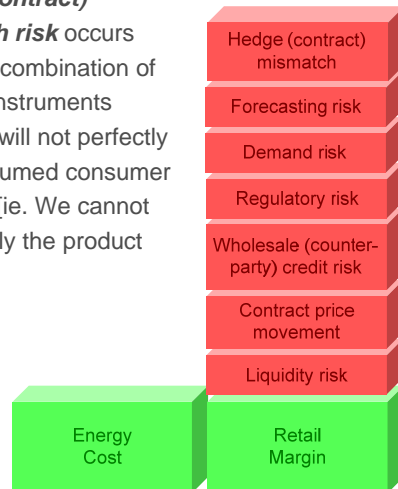 contract)
risk occurs
combination of
nstruments
will not perfectly
umed consumer
ie. We cannot
ly the product
Hedge (contract)
mismatch
Forecasting risk
Demand risk
Regulatory risk
Wholesale (counter-
party) credit risk
Contract price
movement
Liquidity risk
Energy
Cost
Retail
Margin